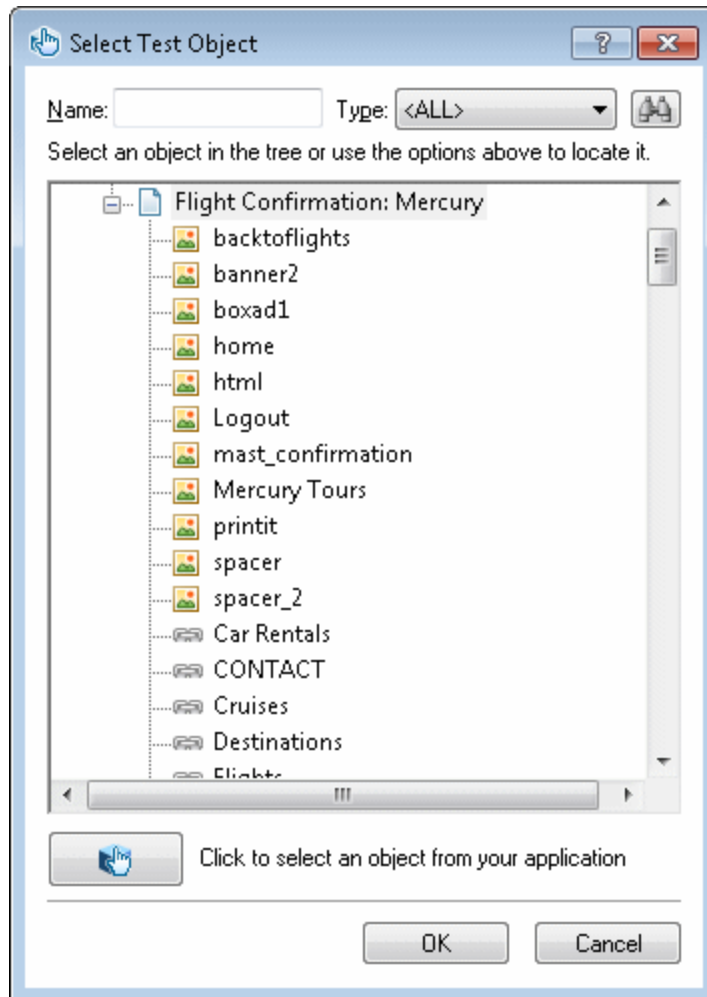 Select Test Object
Name: Type: <ALL>
Select an object in the tree or use the options above to locate it.
Flight Confirmation: Mercury
backtoflights
banner2
boxad1
home
html
Logout
mast_confirmation
Mercury Tours
printit
spacer
spacer_2
Car Rentals
CONTACT
Cruises
Destinations
Flights
Click to select an object from your application
OK Cancel